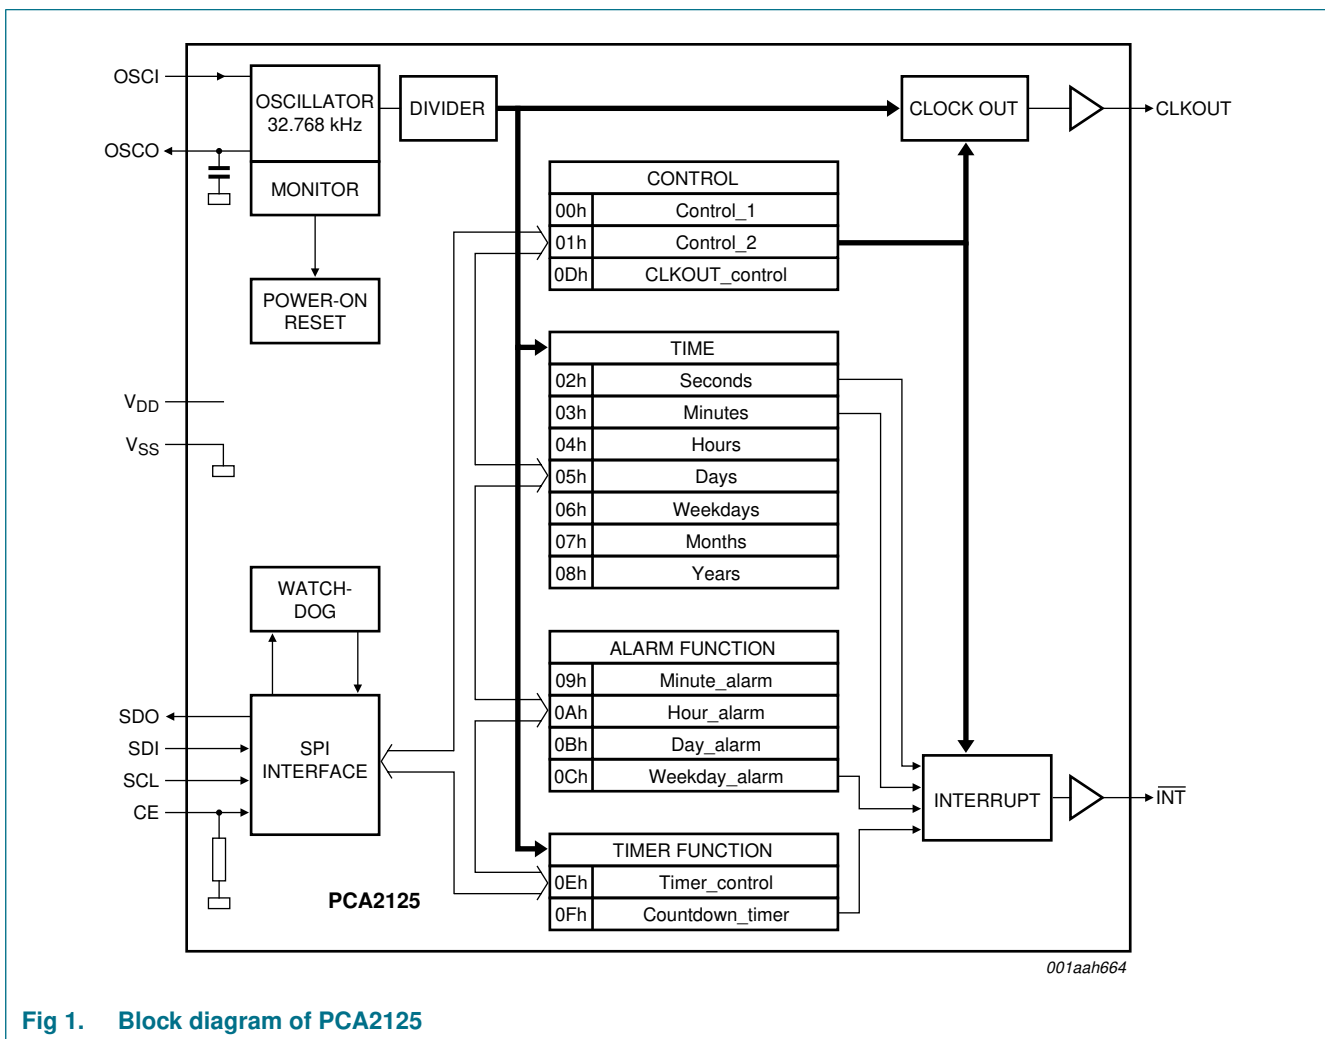 OSCI
OSCO
OSCILLATOR
32.768 kHz
MONITOR
DIVIDER
CLOCK OUT
CLKOUT
POWER-ON
RESET
VDD
VSS
CONTROL
00h Control_1
01h Control_2
0Dh CLKOUT_control
TIME
02h Seconds
03h Minutes
04h Hours
05h Days
06h Weekdays
07h Months
08h Years
WATCH-
DOG
SDO
SDI
SCL
CE
SPI
INTERFACE
ALARM FUNCTION
09h Minute_alarm
0Ah Hour_alarm
0Bh Day_alarm
0Ch Weekday_alarm
INTERRUPT
INT
TIMER FUNCTION
0Eh Timer_control
0Fh Countdown_timer
PCA2125
001aah664
Fig 1. Block diagram of PCA2125